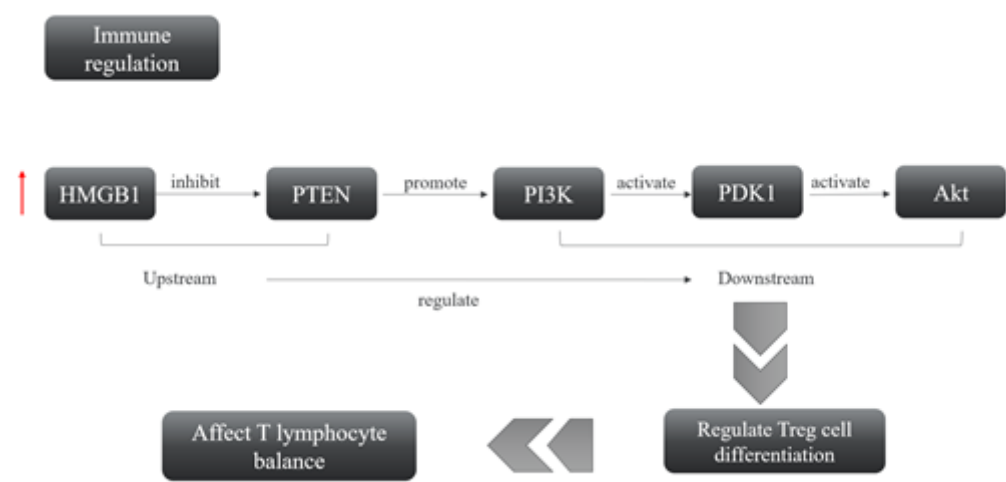 Immune
regulation
HMGB1
inhibit
PTEN
promote
PI3K
activate
PDK1
activate
Akt
Upstream
regulate
Downstream
Affect T lymphocyte
balance
Regulate Treg cell
differentiation